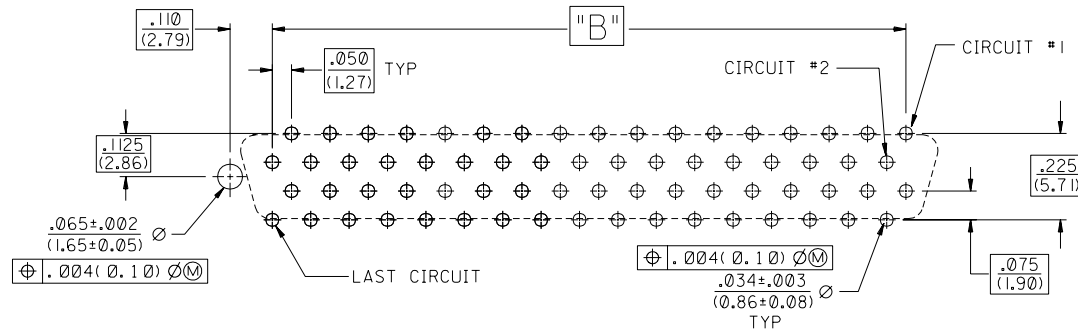 .110
(2.79)
"B"
CIRCUIT #1
.050
(1.27)
TYP
CIRCUIT #2
.1125
(2.86)
.225
(5.71)
.065±.002
(1.65±0.05) Ø
⌖ .004(0.10) ØⓂ
LAST CIRCUIT
⌖ .004(0.10) ØⓂ
.034±.003
(0.86±0.08) Ø
TYP
.075
(1.90)